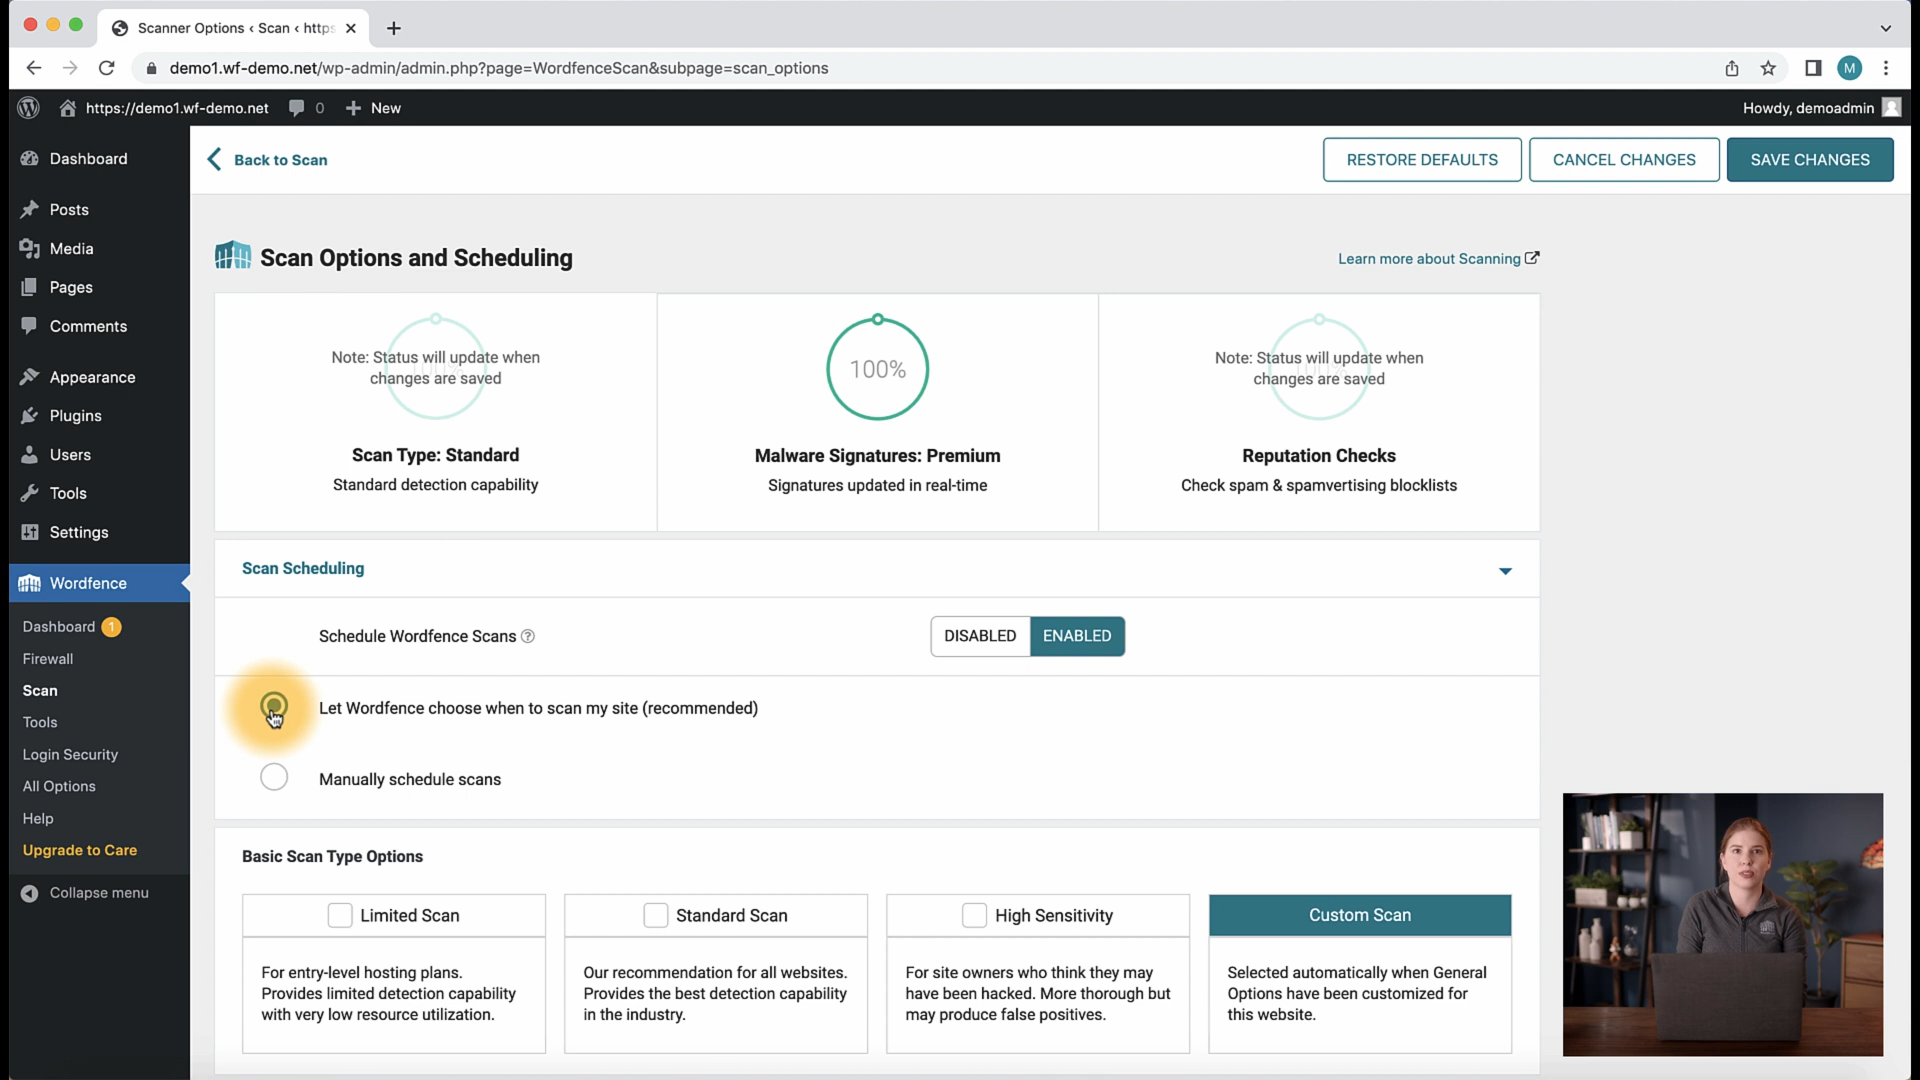 Scanner Options ‹ Scan ‹ https
demo1.wf-demo.net/wp-admin/admin.php?page=WordfenceScan&subpage=scan_options
M
https://demo1.wf-demo.net
0
New
Howdy, demoadmin
Dashboard
Posts
Media
Pages
Comments
Appearance
Plugins
Users
Tools
Settings
Wordfence
Dashboard 1
Firewall
Scan
Tools
Login Security
All Options
Help
Upgrade to Care
Collapse menu
Back to Scan
RESTORE DEFAULTS
CANCEL CHANGES
SAVE CHANGES
Scan Options and Scheduling
Learn more about Scanning
Note: Status will update when
changes are saved
Scan Type: Standard
Standard detection capability
100%
Malware Signatures: Premium
Signatures updated in real-time
Note: Status will update when
changes are saved
Reputation Checks
Check spam & spamvertising blocklists
Scan Scheduling
Schedule Wordfence Scans
DISABLED
ENABLED
Let Wordfence choose when to scan my site (recommended)
Manually schedule scans
Basic Scan Type Options
Limited Scan
For entry-level hosting plans.
Provides limited detection capability
with very low resource utilization.
Standard Scan
Our recommendation for all websites.
Provides the best detection capability
in the industry.
High Sensitivity
For site owners who think they may
have been hacked. More thorough but
may produce false positives.
Custom Scan
Selected automatically when General
Options have been customized for
this website.